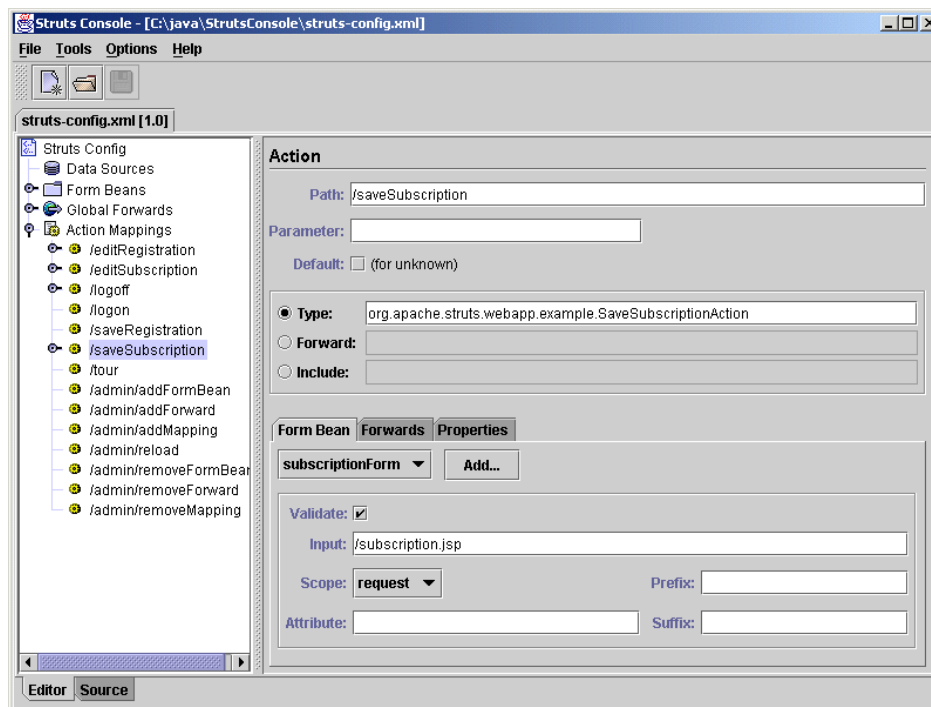 Struts Console - [C:\java\StrutsConsole\struts-config.xml]
File Tools Options Help
struts-config.xml [1.0]
Struts Config
Data Sources
Form Beans
Global Forwards
Action Mappings
/editRegistration
/editSubscription
/logoff
/logon
/saveRegistration
/saveSubscription
/tour
/admin/addFormBean
/admin/addForward
/admin/addMapping
/admin/reload
/admin/removeFormBear
/admin/removeForward
/admin/removeMapping
Action
Path: /saveSubscription
Parameter:
Default: (for unknown)
Type: org.apache.struts.webapp.example.SaveSubscriptionAction
Forward:
Include:
Form Bean Forwards Properties
subscriptionForm Add...
Validate:
Input: /subscription.jsp
Scope: request Prefix:
Attribute: Suffix:
Editor Source